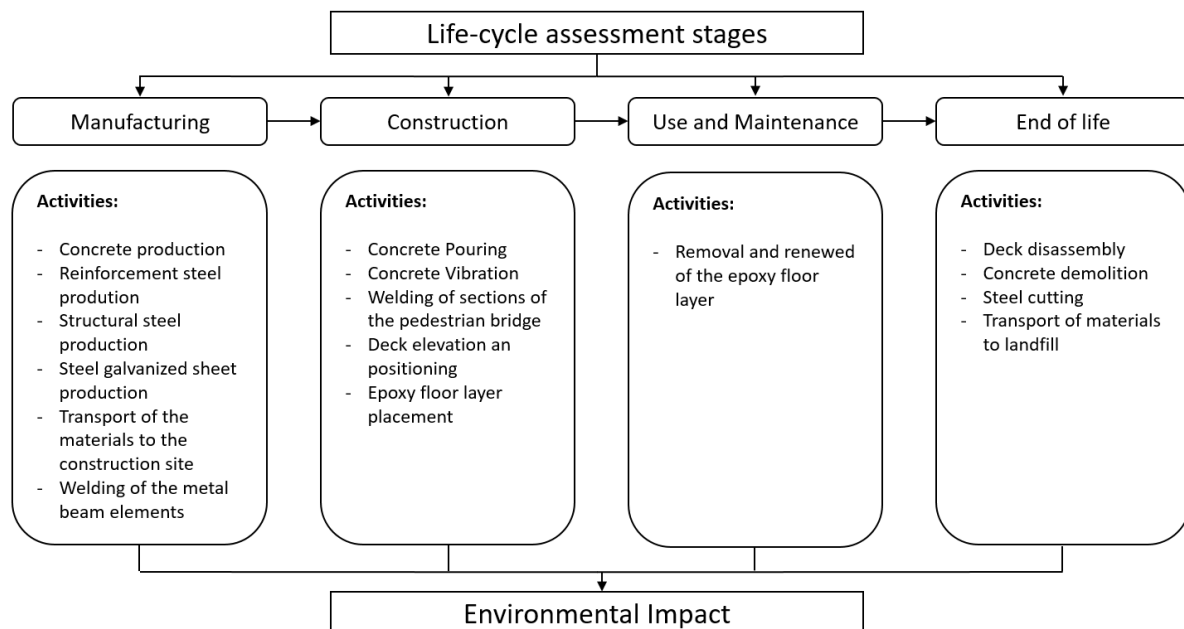 Life-cycle assessment stages
Manufacturing
Construction
Use and Maintenance
End of life
Activities:
- Concrete production
- Reinforcement steel
prodution
- Structural steel
production
- Steel galvanized sheet
production
- Transport of the
materials to the
construction site
- Welding of the metal
beam elements
Activities:
- Concrete Pouring
- Concrete Vibration
- Welding of sections of
the pedestrian bridge
- Deck elevation an
positioning
- Epoxy floor layer
placement
Activities:
- Removal and renewed
of the epoxy floor
layer
Activities:
- Deck disassembly
- Concrete demolition
- Steel cutting
- Transport of materials
to landfill
Environmental Impact